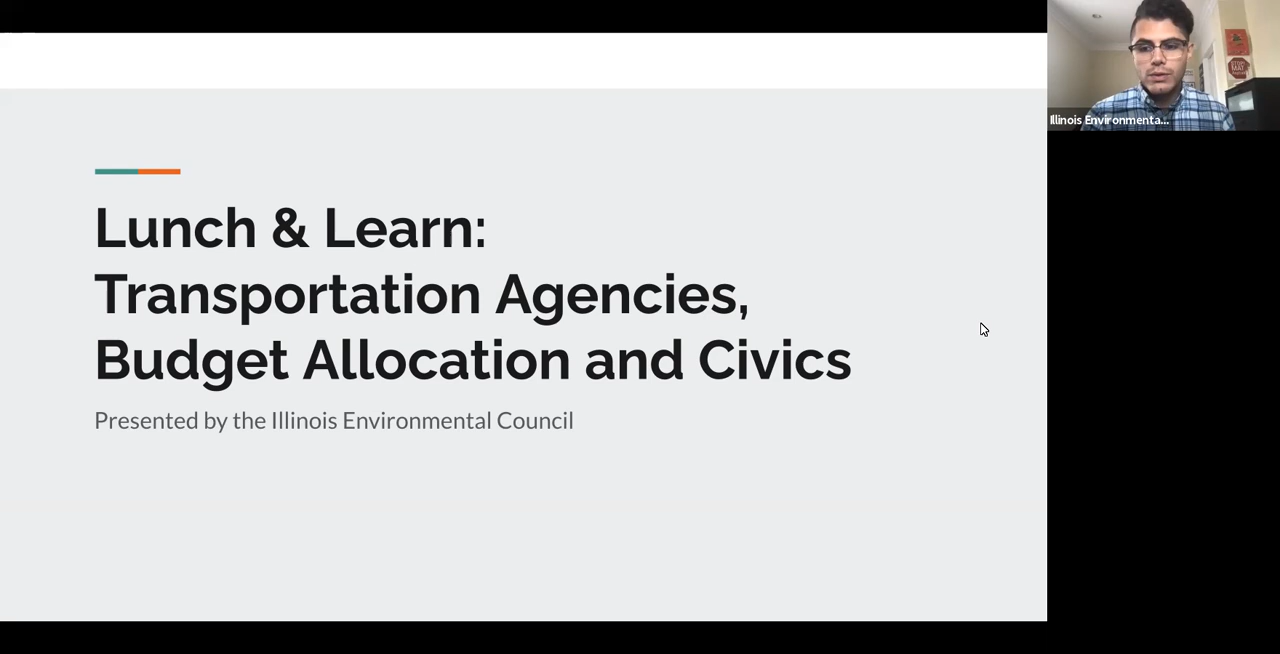 Lunch & Learn:
Transportation Agencies,
Budget Allocation and Civics
Presented by the Illinois Environmental Council
Illinois Environmenta...